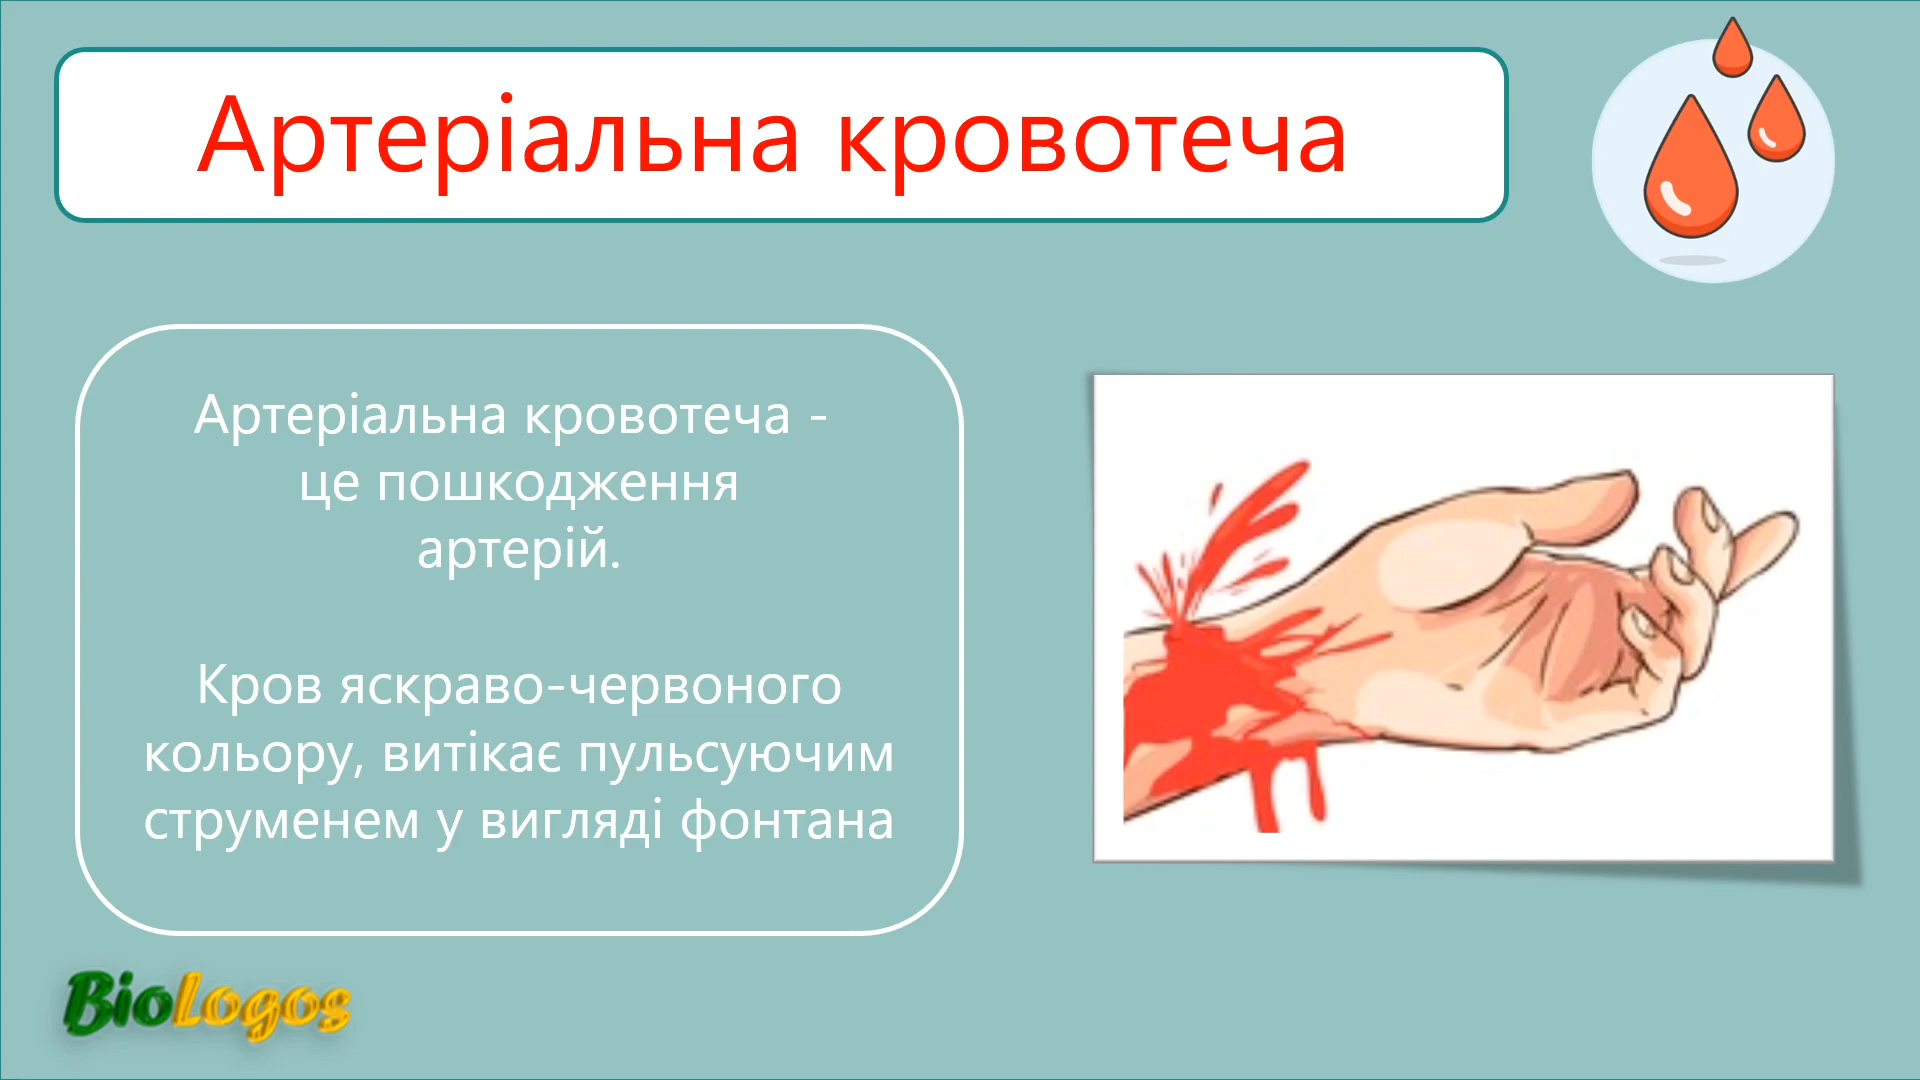 Артеріальна кровотеча
Артеріальна кровотеча -
це пошкодження
артерій.
Кров яскраво-червоного
кольору, витікає пульсуючим
струменем у вигляді фонтана
BioLogos